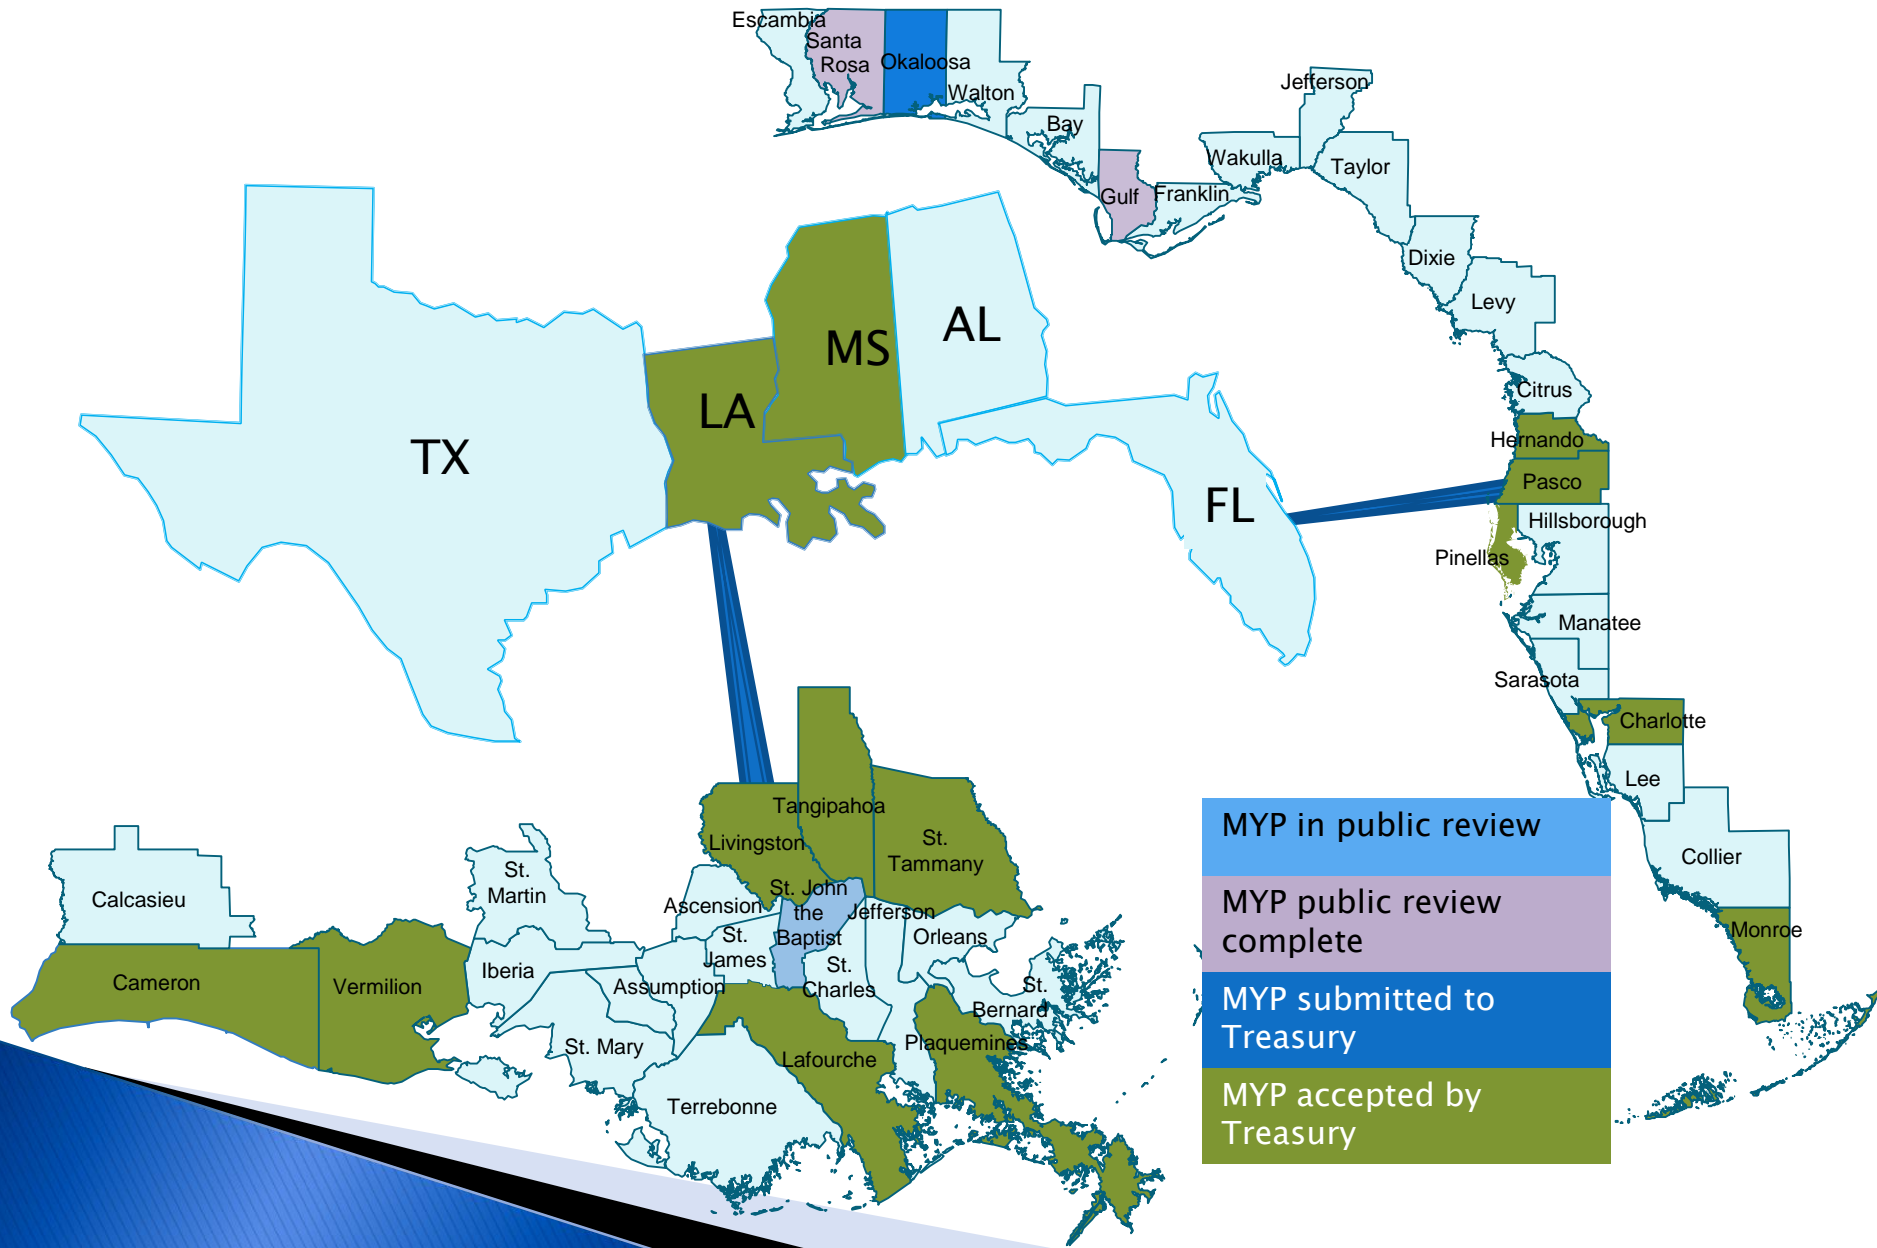 Escambia
Santa
Rosa
Okaloosa
Walton
Bay
Gulf
Franklin
Wakulla
Jefferson
Taylor
Dixie
Levy
Citrus
Hernando
Pasco
Hillsborough
Pinellas
Manatee
Sarasota
Charlotte
Lee
Collier
Monroe
TX
LA
MS
AL
FL
Calcasieu
Cameron
Vermilion
St.
Martin
Iberia
St. Mary
Assumption
Ascension
St.
James
Livingston
Tangipahoa
St.
Tammany
St. John
the
Baptist
Jefferson
Orleans
St.
Charles
St.
Bernard
Plaquemines
Lafourche
Terrebonne
MYP in public review
MYP public review
complete
MYP submitted to
Treasury
MYP accepted by
Treasury